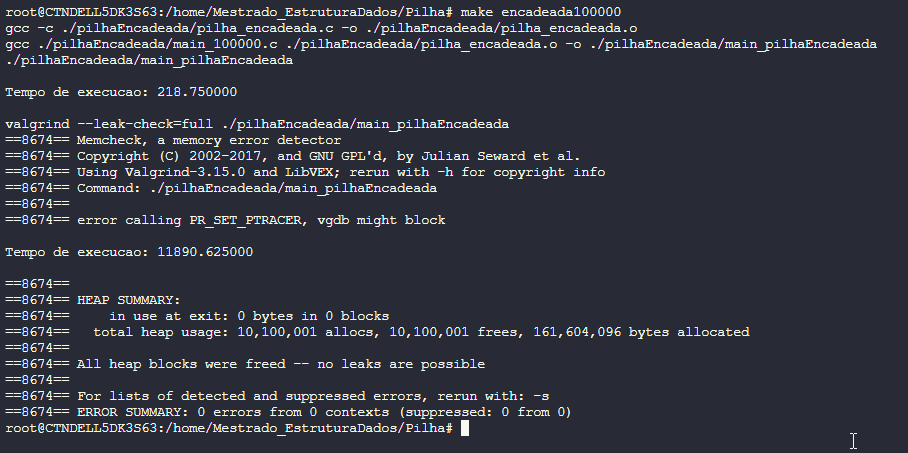 root@CTNDELL5DK3S63:/home/Mestrado_EstruturaDados/Pilha# make encadeada100000
gcc -c ./pilhaEncadeada/pilha_encadeada.c -o ./pilhaEncadeada/pilha_encadeada.o
gcc ./pilhaEncadeada/main_100000.c ./pilhaEncadeada/pilha_encadeada.o -o ./pilhaEncadeada/main_pilhaEncadeada
./pilhaEncadeada/main_pilhaEncadeada

Tempo de execucao: 218.750000

valgrind --leak-check=full ./pilhaEncadeada/main_pilhaEncadeada
==8674== Memcheck, a memory error detector
==8674== Copyright (C) 2002-2017, and GNU GPL'd, by Julian Seward et al.
==8674== Using Valgrind-3.15.0 and LibVEX; rerun with -h for copyright info
==8674== Command: ./pilhaEncadeada/main_pilhaEncadeada
==8674==
==8674== error calling PR_SET_PTRACER, vgdb might block

Tempo de execucao: 11890.625000

==8674==
==8674== HEAP SUMMARY:
==8674==     in use at exit: 0 bytes in 0 blocks
==8674==   total heap usage: 10,100,001 allocs, 10,100,001 frees, 161,604,096 bytes allocated
==8674==
==8674== All heap blocks were freed -- no leaks are possible
==8674==
==8674== For lists of detected and suppressed errors, rerun with: -s
==8674== ERROR SUMMARY: 0 errors from 0 contexts (suppressed: 0 from 0)
root@CTNDELL5DK3S63:/home/Mestrado_EstruturaDados/Pilha#